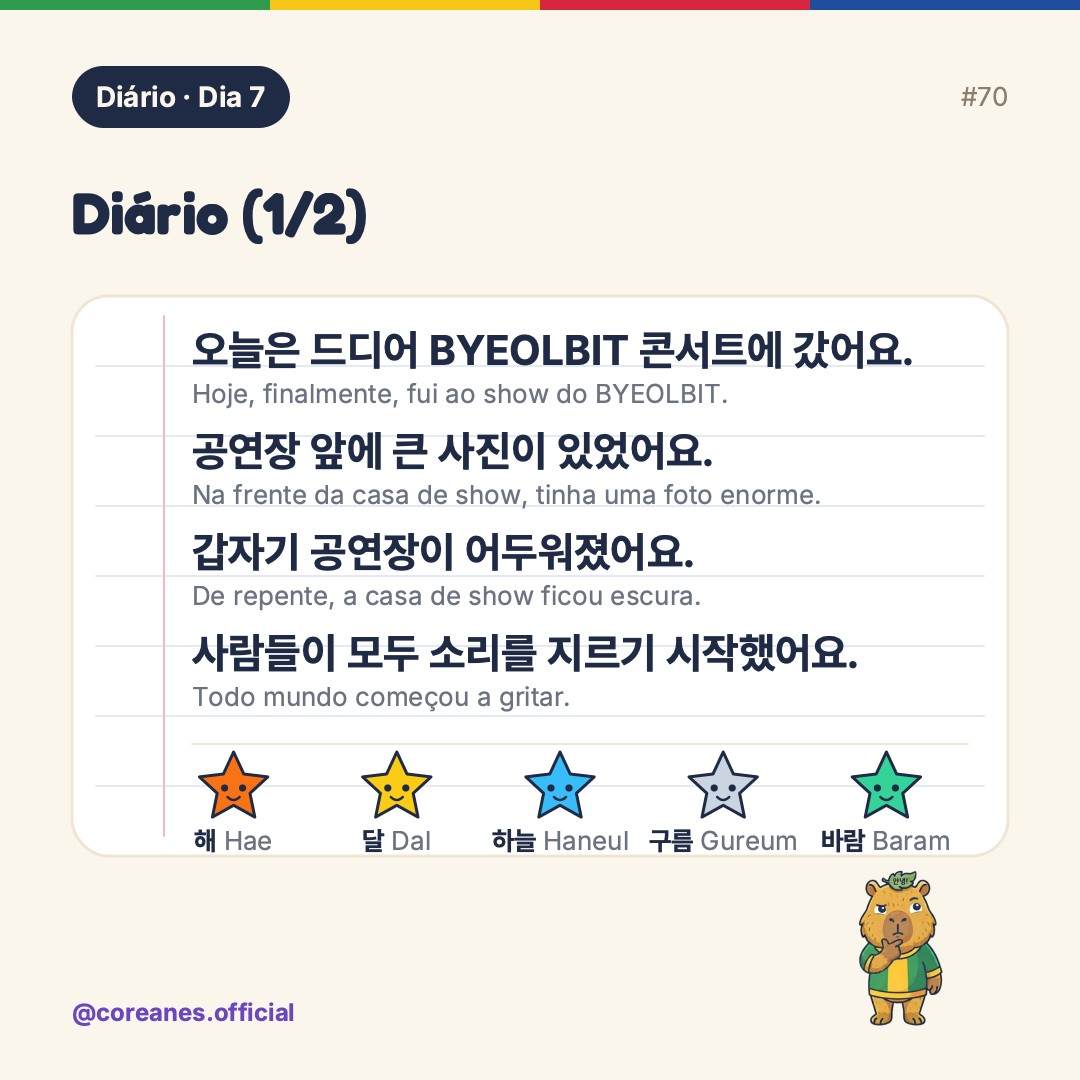 Diário · Dia 7
#70
Diário (1/2)
오늘은 드디어 BYEOLBIT 콘서트에 갔어요.
Hoje, finalmente, fui ao show do BYEOLBIT.
공연장 앞에 큰 사진이 있었어요.
Na frente da casa de show, tinha uma foto enorme.
갑자기 공연장이 어두워졌어요.
De repente, a casa de show ficou escura.
사람들이 모두 소리를 지르기 시작했어요.
Todo mundo começou a gritar.
해 Hae 달 Dal 하늘 Haneul 구름 Gureum 바람 Baram
안녕!
@coreanes.official